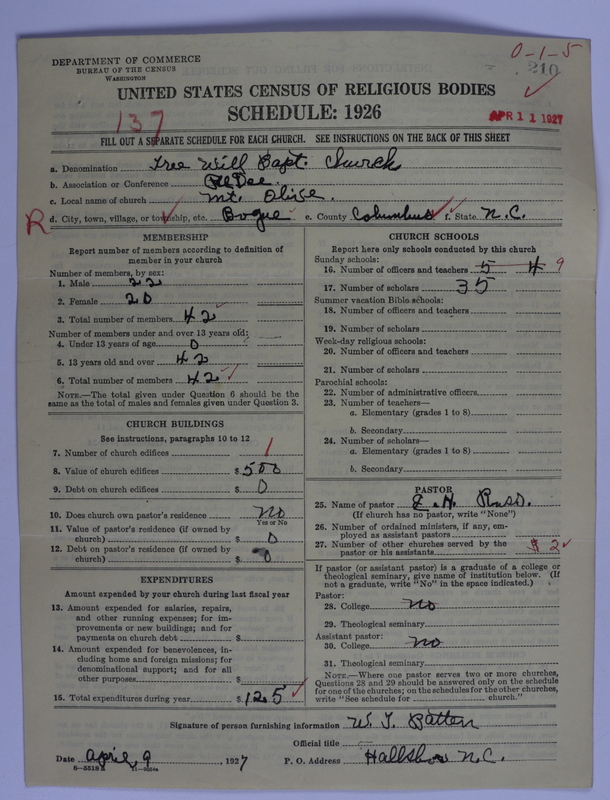 DEPARTMENT OF COMMERCE
BUREAU OF THE CENSUS
WASHINGTON
0-1-5
210
UNITED STATES CENSUS OF RELIGIOUS BODIES
SCHEDULE: 1926
137
APR 11 1927
FILL OUT A SEPARATE SCHEDULE FOR EACH CHURCH. SEE INSTRUCTIONS ON THE BACK OF THIS SHEET
a. Denomination Free Will Bapt. Church
b. Association or Conference Pee Dee.
c. Local name of church Mt. Olive.
R d. City, town, village, or township, etc. Bogue e. County Columbus f. State N.C.
MEMBERSHIP
Report number of members according to definition of
member in your church
Number of members, by sex:
1. Male 22
2. Female 20
3. Total number of members 42
Number of members under and over 13 years old:
4. Under 13 years of age 0
5. 13 years old and over 42
6. Total number of members 42
NOTE.—The total given under Question 6 should be
same as the total of males and females given under Question 3.
CHURCH BUILDINGS
See instructions, paragraphs 10 to 12
7. Number of church edifices 1
8. Value of church edifices $ 500
9. Debt on church edifices $ 0
10. Does church own pastor's residence No
Yes or No
11. Value of pastor's residence (if owned by
church) $ 0
12. Debt on pastor's residence (if owned by
church) $ 0
EXPENDITURES
Amount expended by your church during last fiscal year
13. Amount expended for salaries, repairs,
and other running expenses; for im-
provements or new buildings; and for
payments on church debt $
14. Amount expended for benevolences, in-
cluding home and foreign missions; for
denominational support; and for all
other purposes $
15. Total expenditures during year $ 125
CHURCH SCHOOLS
Report here only schools conducted by this church
Sunday schools:
16. Number of officers and teachers 5 4 9
17. Number of scholars 35
Summer vacation Bible schools:
18. Number of officers and teachers
19. Number of scholars
Week-day religious schools:
20. Number of officers and teachers
21. Number of scholars
Parochial schools:
22. Number of administrative officers
23. Number of teachers—
a. Elementary (grades 1 to 8)
b. Secondary
24. Number of scholars—
a. Elementary (grades 1 to 8)
b. Secondary
PASTOR
25. Name of pastor E. H. Russ.
(If church has no pastor, write "None")
26. Number of ordained ministers, if any, em-
ployed as assistant pastors
27. Number of other churches served by the
pastor or his assistants 2
If pastor (or assistant pastor) is a graduate of a college or
theological seminary, give name of institution below. (If
not a graduate, write "No" in the space indicated.)
Pastor:
28. College No
29. Theological seminary
Assistant pastor:
30. College No
31. Theological seminary
NOTE.—Where one pastor serves two or more churches,
Questions 28 and 29 should be answered only on the schedule
for one of the churches; on the schedules for the other churches,
write "See schedule for church."
Signature of person furnishing information W. J. Batten
Official title
Date April, 9, 1927 P. O. Address Hallsboro N.C.